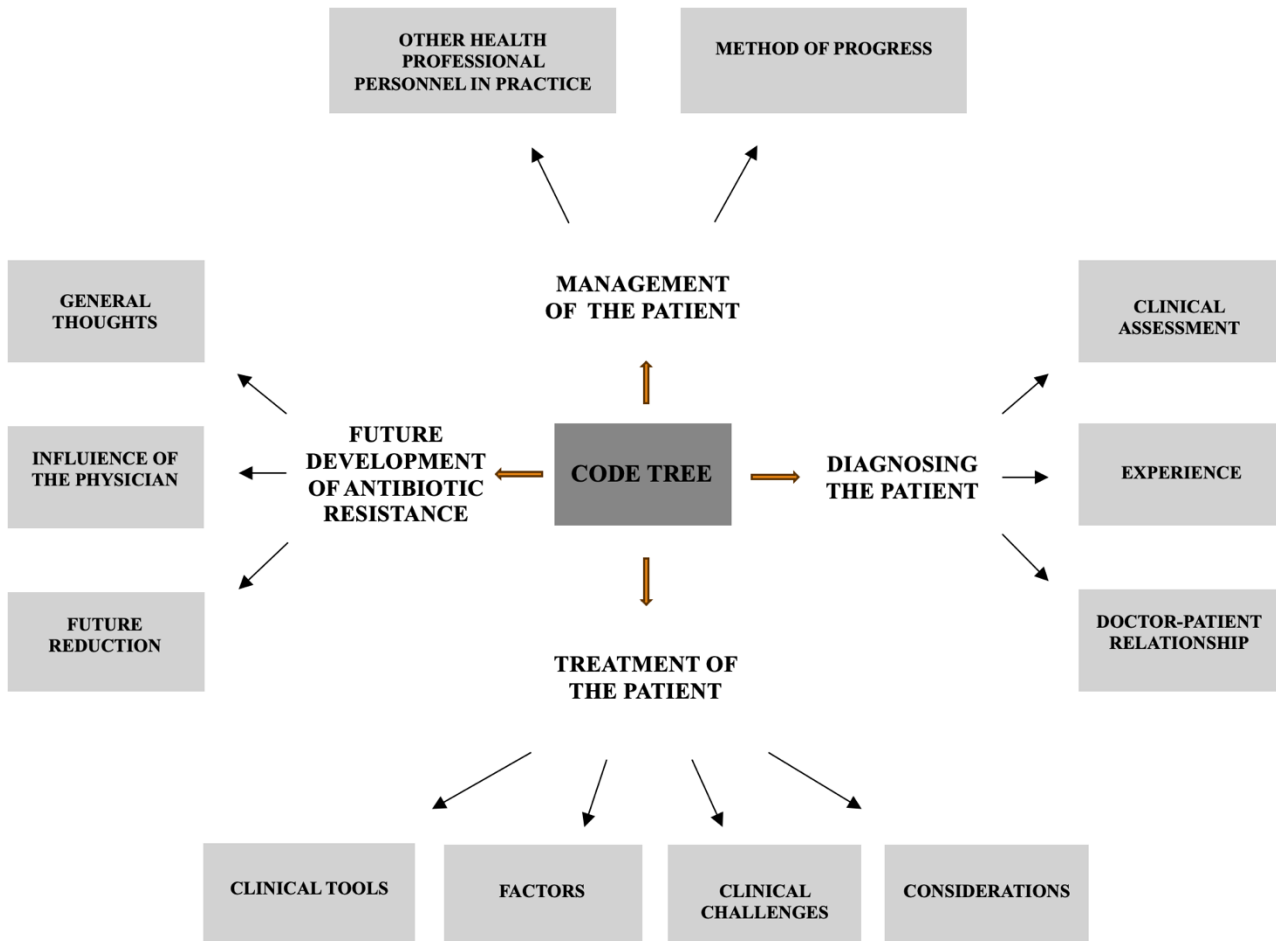 OTHER HEALTH
PROFESSIONAL
PERSONNEL IN PRACTICE
METHOD OF PROGRESS
MANAGEMENT
OF THE PATIENT
GENERAL
THOUGHTS
CLINICAL
ASSESSMENT
INFLUIENCE OF
THE PHYSICIAN
FUTURE
DEVELOPMENT
OF ANTIBIOTIC
RESISTANCE
CODE TREE
DIAGNOSING
THE PATIENT
EXPERIENCE
FUTURE
REDUCTION
DOCTOR-PATIENT
RELATIONSHIP
TREATMENT OF
THE PATIENT
CLINICAL TOOLS
FACTORS
CLINICAL
CHALLENGES
CONSIDERATIONS